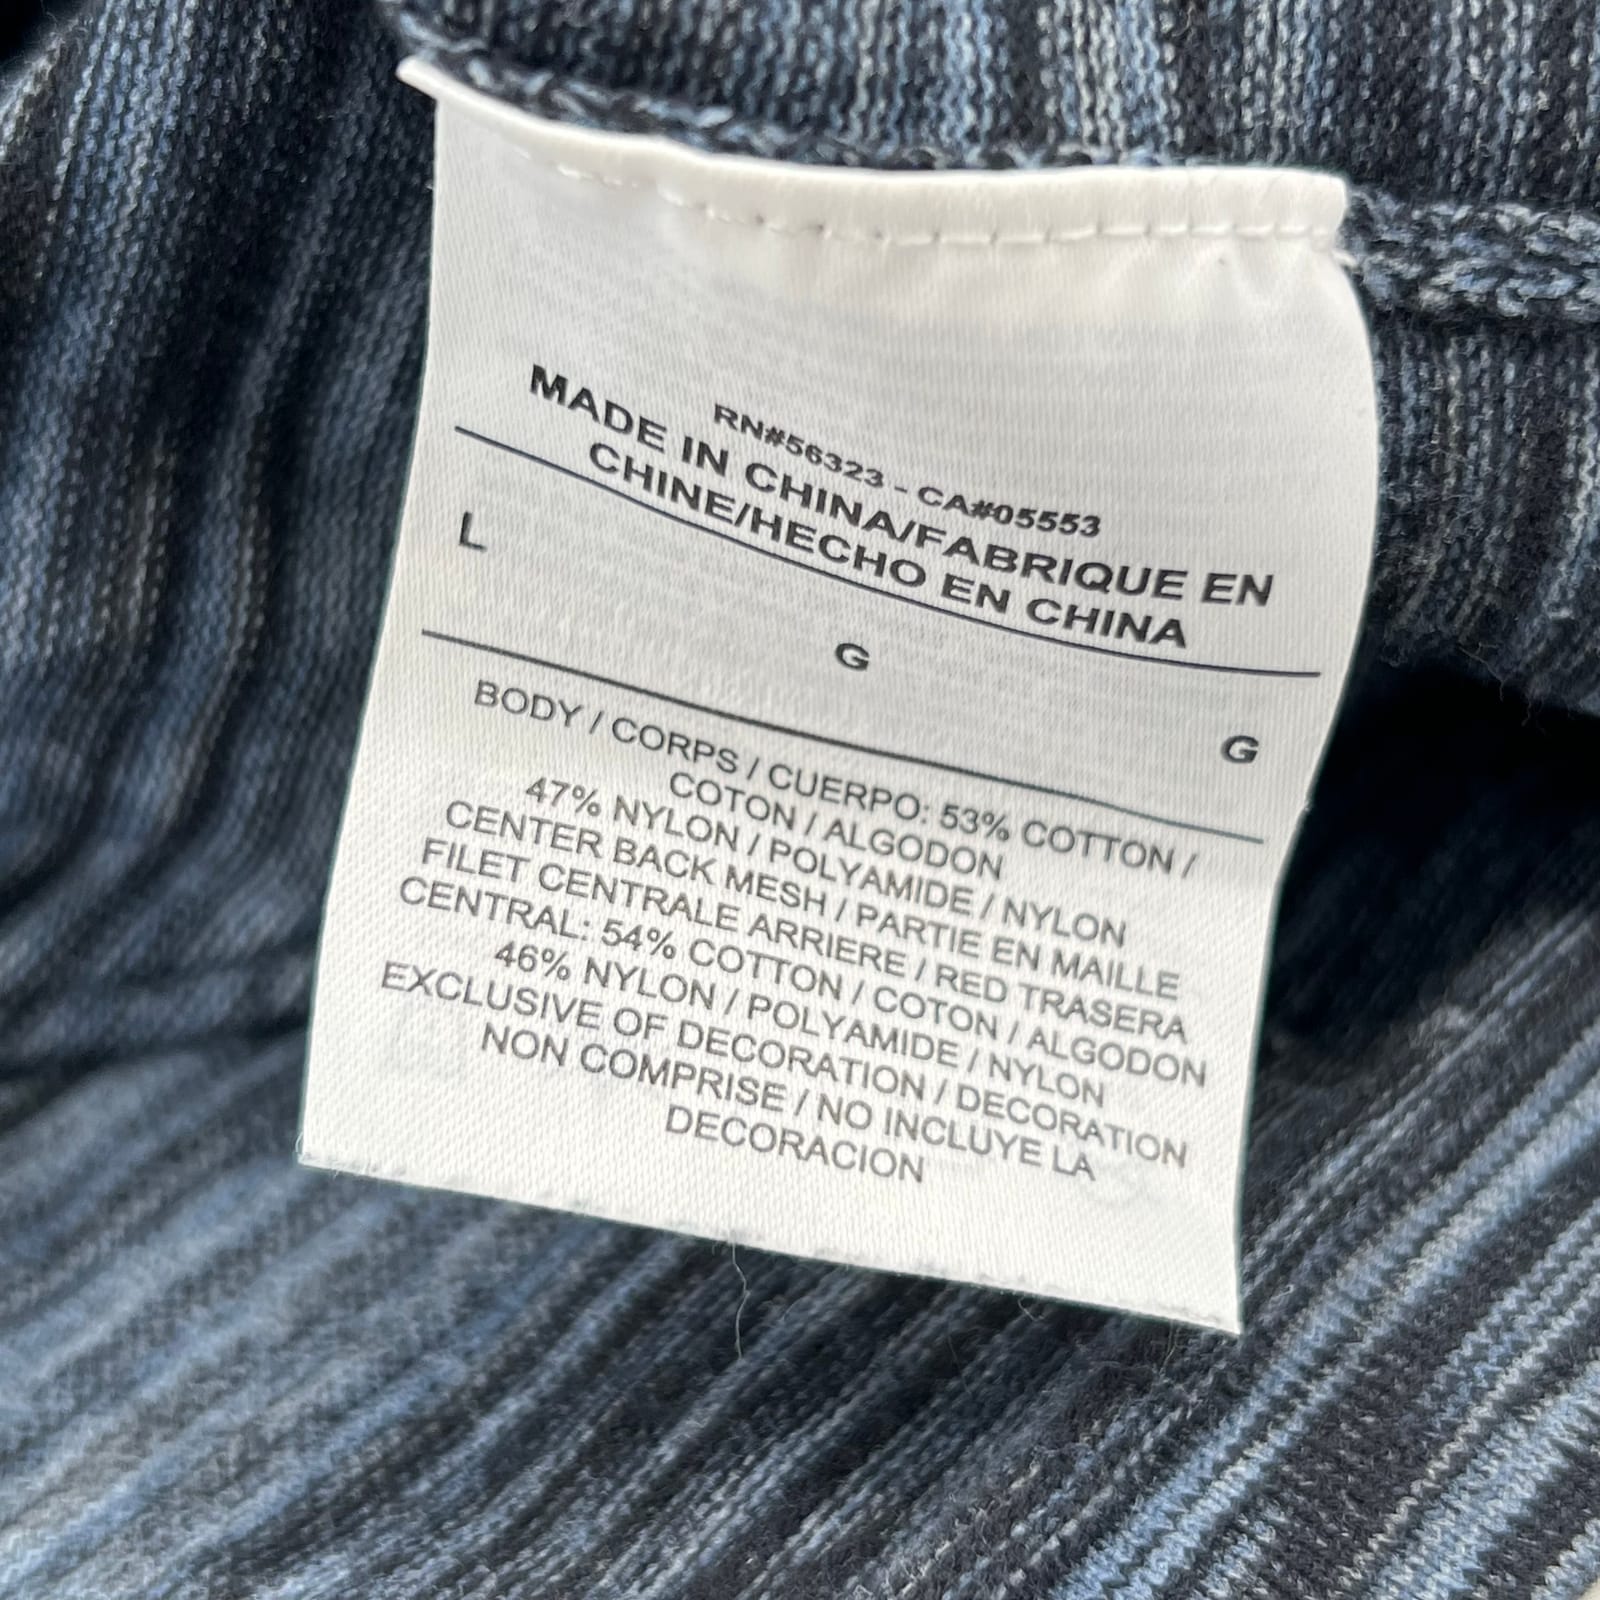 RN#56323 - CA#05553
MADE IN CHINA/FABRIQUE EN
CHINE/HECHO EN CHINA
L G G
BODY / CORPS / CUERPO: 53% COTTON /
COTON / ALGODON
47% NYLON / POLYAMIDE / NYLON
CENTER BACK MESH / PARTIE EN MAILLE
FILET CENTRALE ARRIERE / RED TRASERA
CENTRAL: 54% COTTON / COTON / ALGODON
46% NYLON / POLYAMIDE / NYLON
EXCLUSIVE OF DECORATION / DECORATION
NON COMPRISE / NO INCLUYE LA
DECORACION